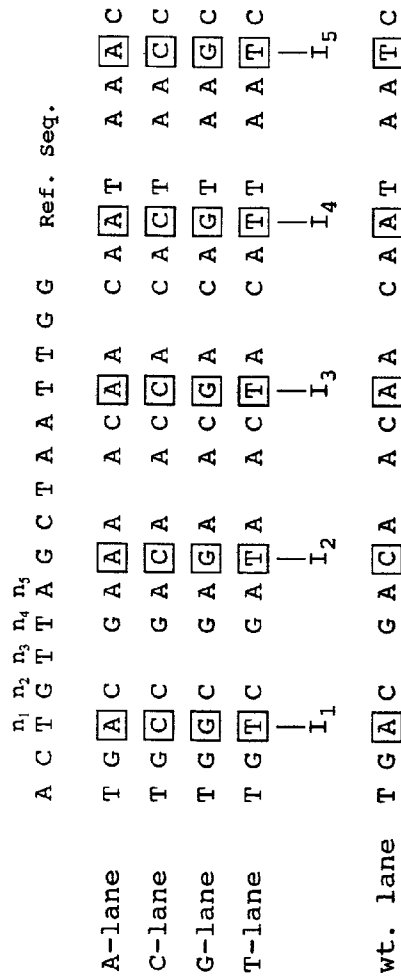 n₁ n₂ n₃ n₄ n₅
A C T G T T A G C T A A T T G G Ref. Seq.
A-lane T G A C G A A A A C A A C A A T A A A C
C-lane T G C C G A C A A C C A C A C T A A C C
G-lane T G G C G A G A A C G A C A G T A A G C
T-lane T G T C G A T A A C T A C A T T A A T C
I₁ I₂ I₃ I₄ I₅
wt. lane T G A C G A C A A C A A C A A T A A T C